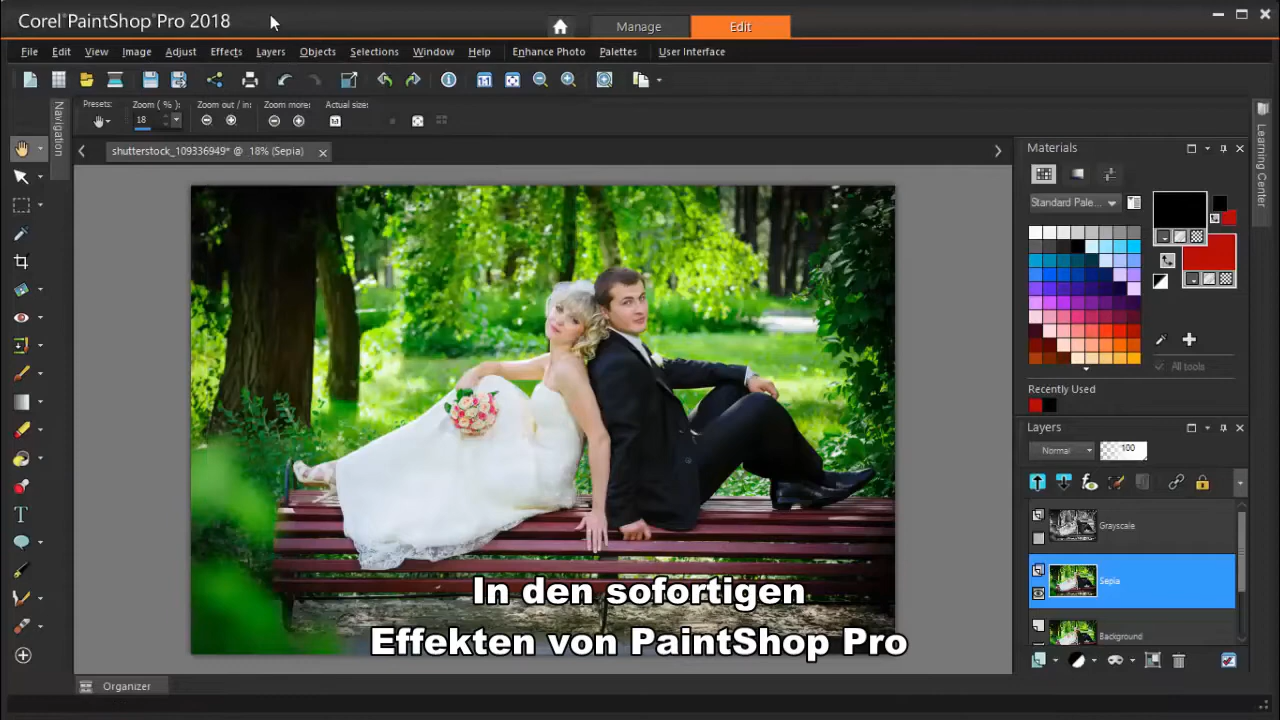 Corel PaintShop Pro 2018
Manage
Edit
File Edit View Image Adjust Effects Layers Objects Selections Window Help Enhance Photo Palettes User Interface
Presets: Zoom ( % ): Zoom out / in: Zoom more: Actual size:
18
Navigation
shutterstock_109336949* @ 18% (Sepia)
Materials
Learning Center
Standard Pale...
All tools
Recently Used
Layers
Normal
100
Grayscale
Sepia
Background
In den sofortigen
Effekten von PaintShop Pro
Organizer